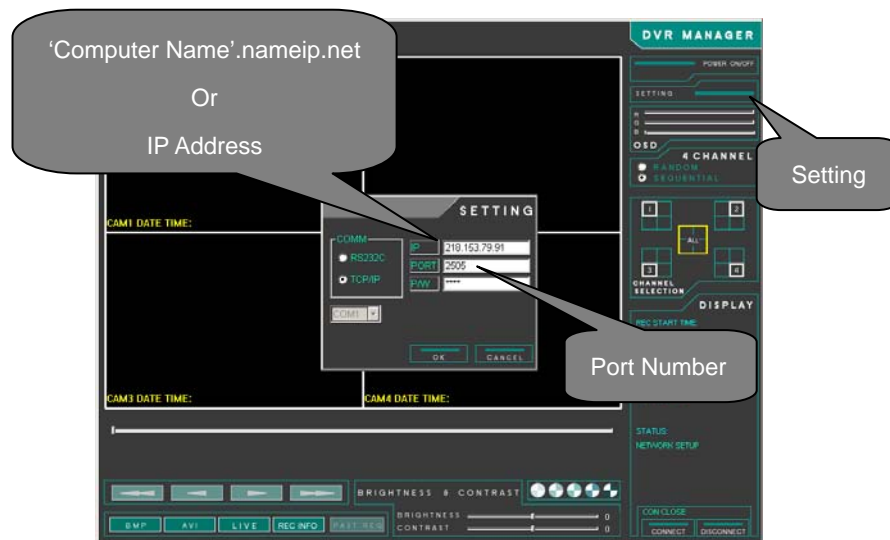 'Computer Name'.nameip.net
Or
IP Address
DVR MANAGER
POWER ON/OFF
SETTING
R
G
B
OSD
4 CHANNEL
RANDOM
SEQUENTIAL
Setting
1
2
ALL
3
4
CHANNEL
SELECTION
CAM1 DATE TIME:
SETTING
COMM
RS232C
TCP/IP
COM1
IP
218.153.79.91
PORT
2505
P/W
****
OK
CANCEL
DISPLAY
REC START TIME:
Port Number
CAM3 DATE TIME:
CAM4 DATE TIME:
STATUS:
NETWORK SETUP
BRIGHTNESS & CONTRAST
BMP
AVI
LIVE
REC INFO
PAST REC
BRIGHTNESS 0
CONTRAST 0
CON CLOSE
CONNECT
DISCONNECT